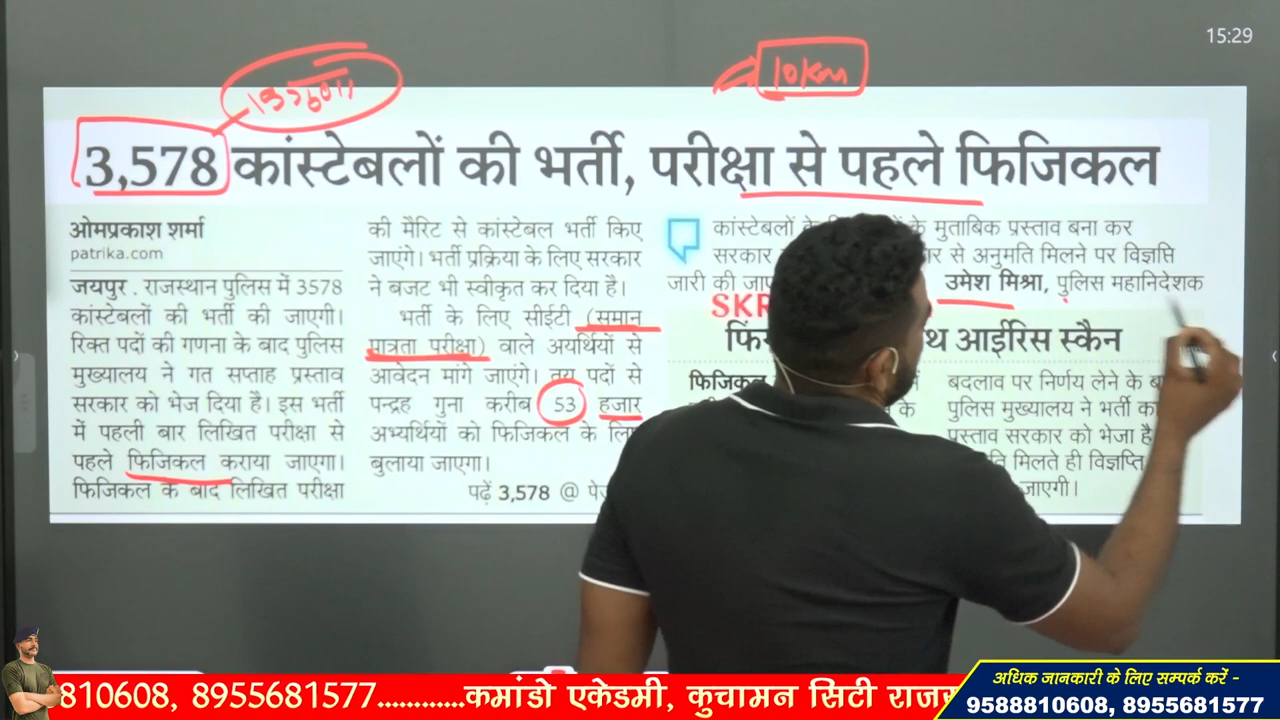 15:29
10km
3,578 कांस्टेबलों की भर्ती, परीक्षा से पहले फिजिकल
ओमप्रकाश शर्मा
patrika.com
जयपुर. राजस्थान पुलिस में 3578
कांस्टेबलों की भर्ती की जाएगी।
रिक्त पदों की गणना के बाद पुलिस
मुख्यालय ने गत सप्ताह प्रस्ताव
सरकार को भेज दिया है। इस भर्ती
में पहली बार लिखित परीक्षा से
पहले फिजिकल कराया जाएगा।
फिजिकल के बाद लिखित परीक्षा
की मैरिट से कांस्टेबल भर्ती किए
जाएंगे। भर्ती प्रक्रिया के लिए सरकार
ने बजट भी स्वीकृत कर दिया है।
भर्ती के लिए सीईटी (समान
पात्रता परीक्षा) वाले अयर्थियों से
आवेदन मांगे जाएंगे। तय पदों से
पन्द्रह गुना करीब 53 हजार
अभ्यर्थियों को फिजिकल के लिए
बुलाया जाएगा।
पढ़ें 3,578 @
कांस्टेबलों के मुताबिक प्रस्ताव बना कर
सरकार से अनुमति मिलने पर विज्ञप्ति
जारी की उमेश मिश्रा, पुलिस महानिदेशक
SKR
आईरिस स्कैन
फिजिकल
के
बदलाव पर निर्णय लेने के
पुलिस मुख्यालय ने भर्ती का
प्रस्ताव सरकार को भेजा है
मिलते ही विज्ञप्ति
जाएगी।
810608, 8955681577............कमांडो एकेडमी, कुचामन सिटी
अधिक जानकारी के लिए सम्पर्क करें -
9588810608, 8955681577